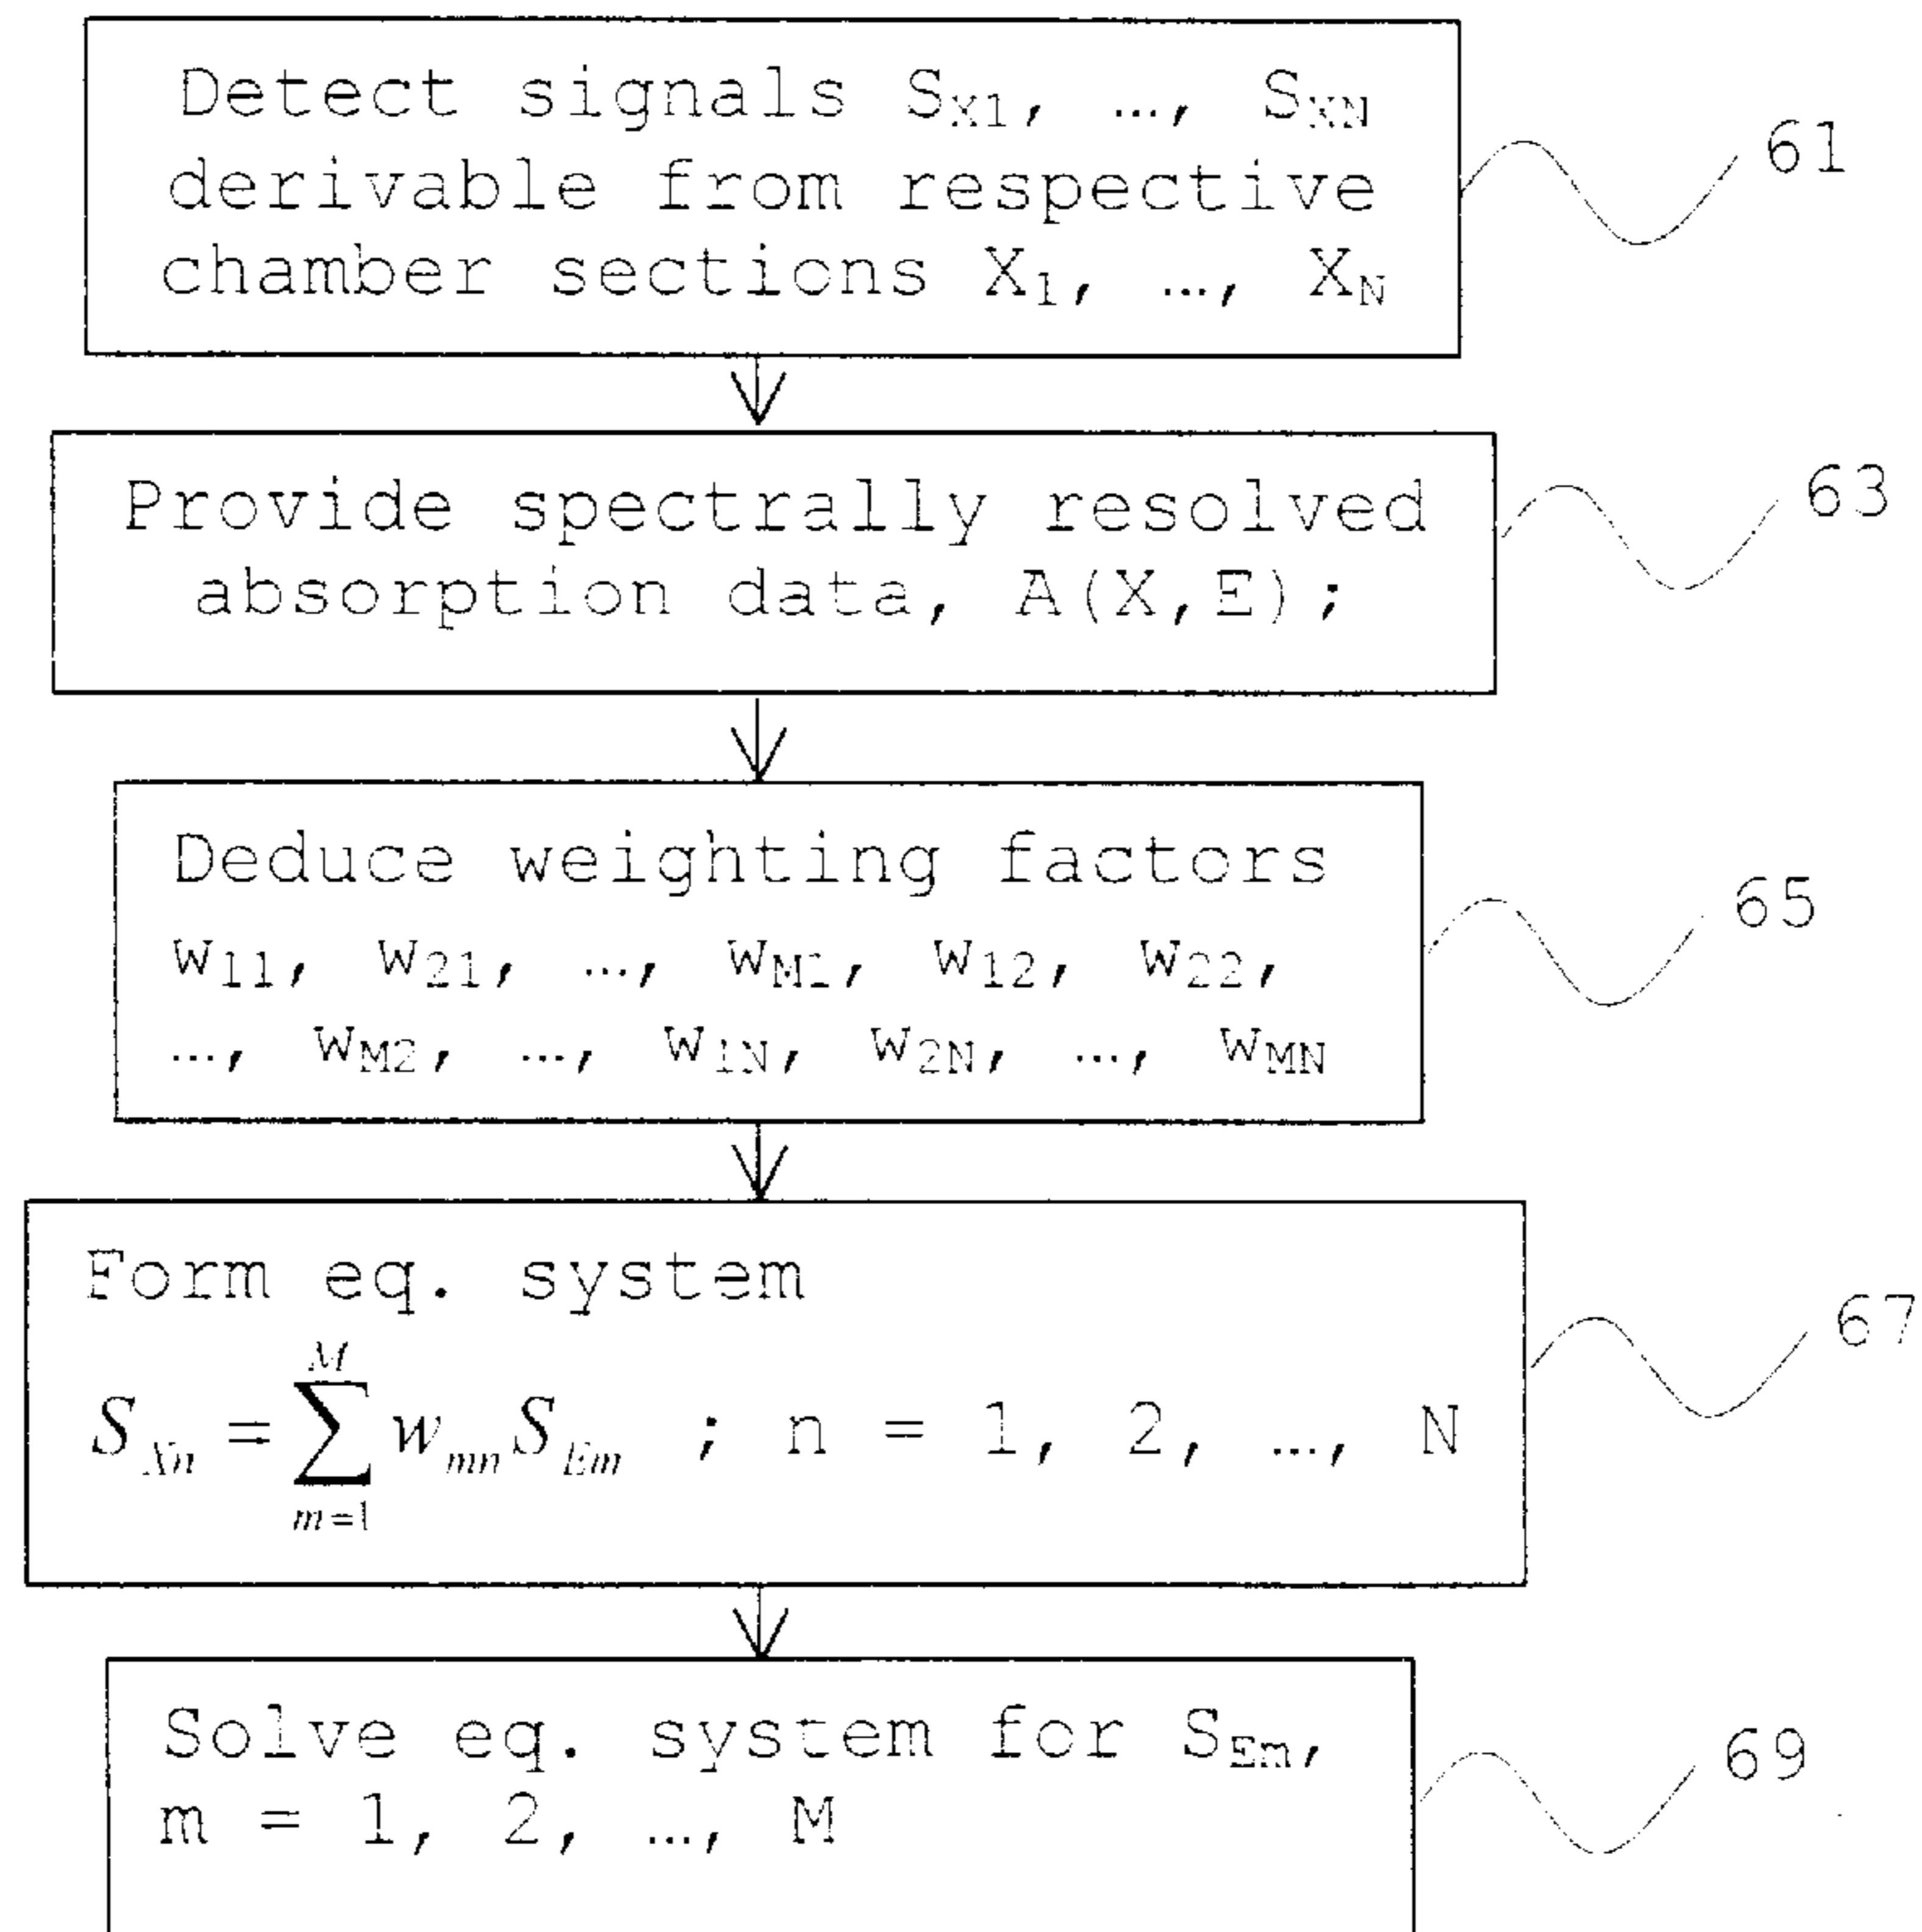 Detect signals S_X1, …, S_XN
derivable from respective
chamber sections X_1, …, X_N
61
Provide spectrally resolved
absorption data, A(X,E);
63
Deduce weighting factors
w_11, w_21, …, w_M1, w_12, w_22,
…, w_M2, …, w_1N, w_2N, …, w_MN
65
Form eq. system
S_Xn = ∑_{m=1}^{M} w_mn S_Em ; n = 1, 2, …, N
67
Solve eq. system for S_Em,
m = 1, 2, …, M
69